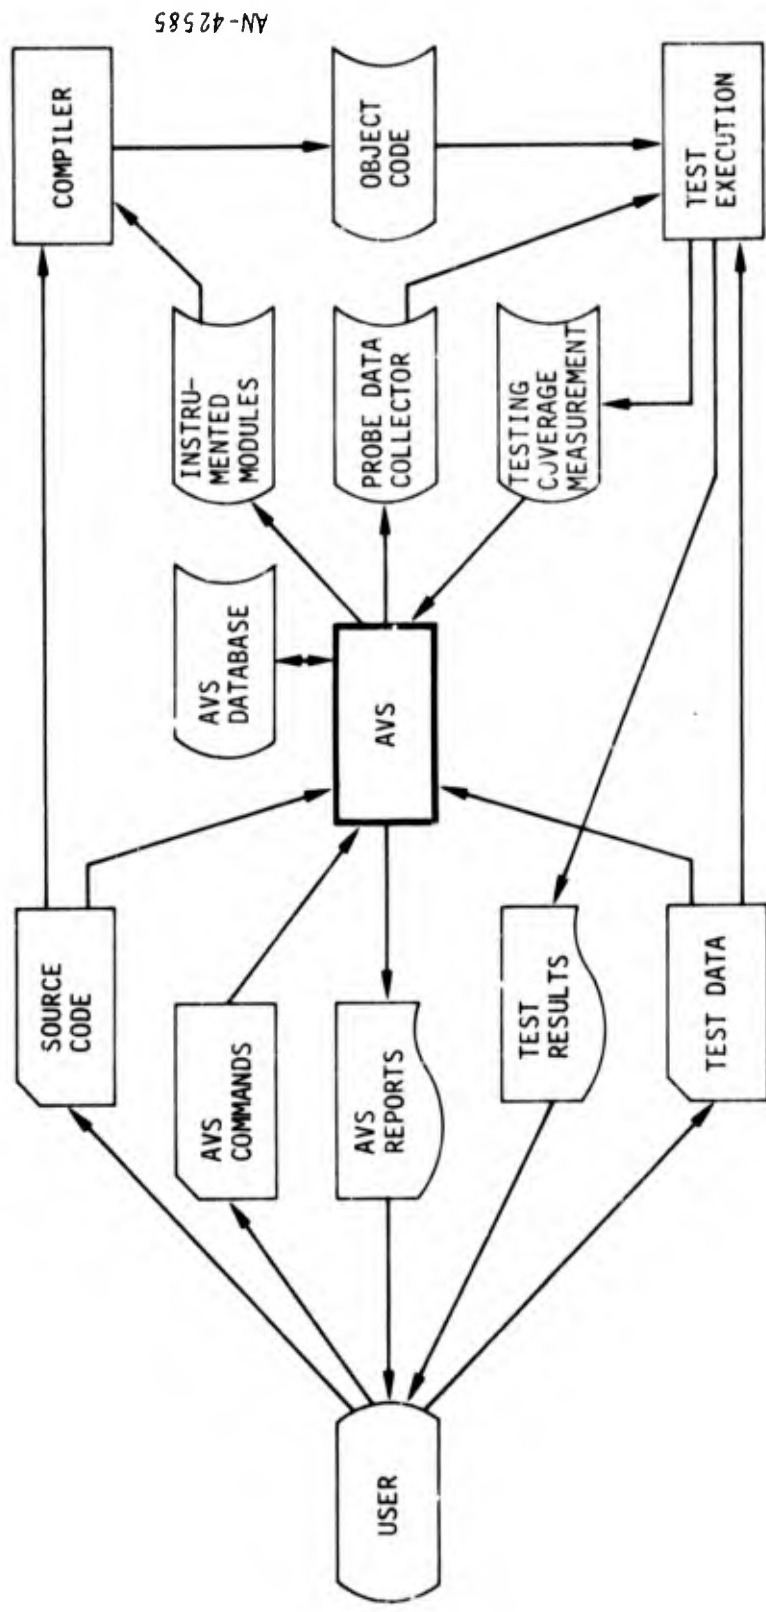 AN-42585
COMPILER
OBJECT
CODE
TEST
EXECUTION
INSTRU-
MENTED
MODULES
PROBE DATA
COLLECTOR
TESTING
COVERAGE
MEASUREMENT
AVS
DATABASE
AVS
SOURCE
CODE
AVS
COMMANDS
AVS
REPORTS
TEST
RESULTS
TEST DATA
USER